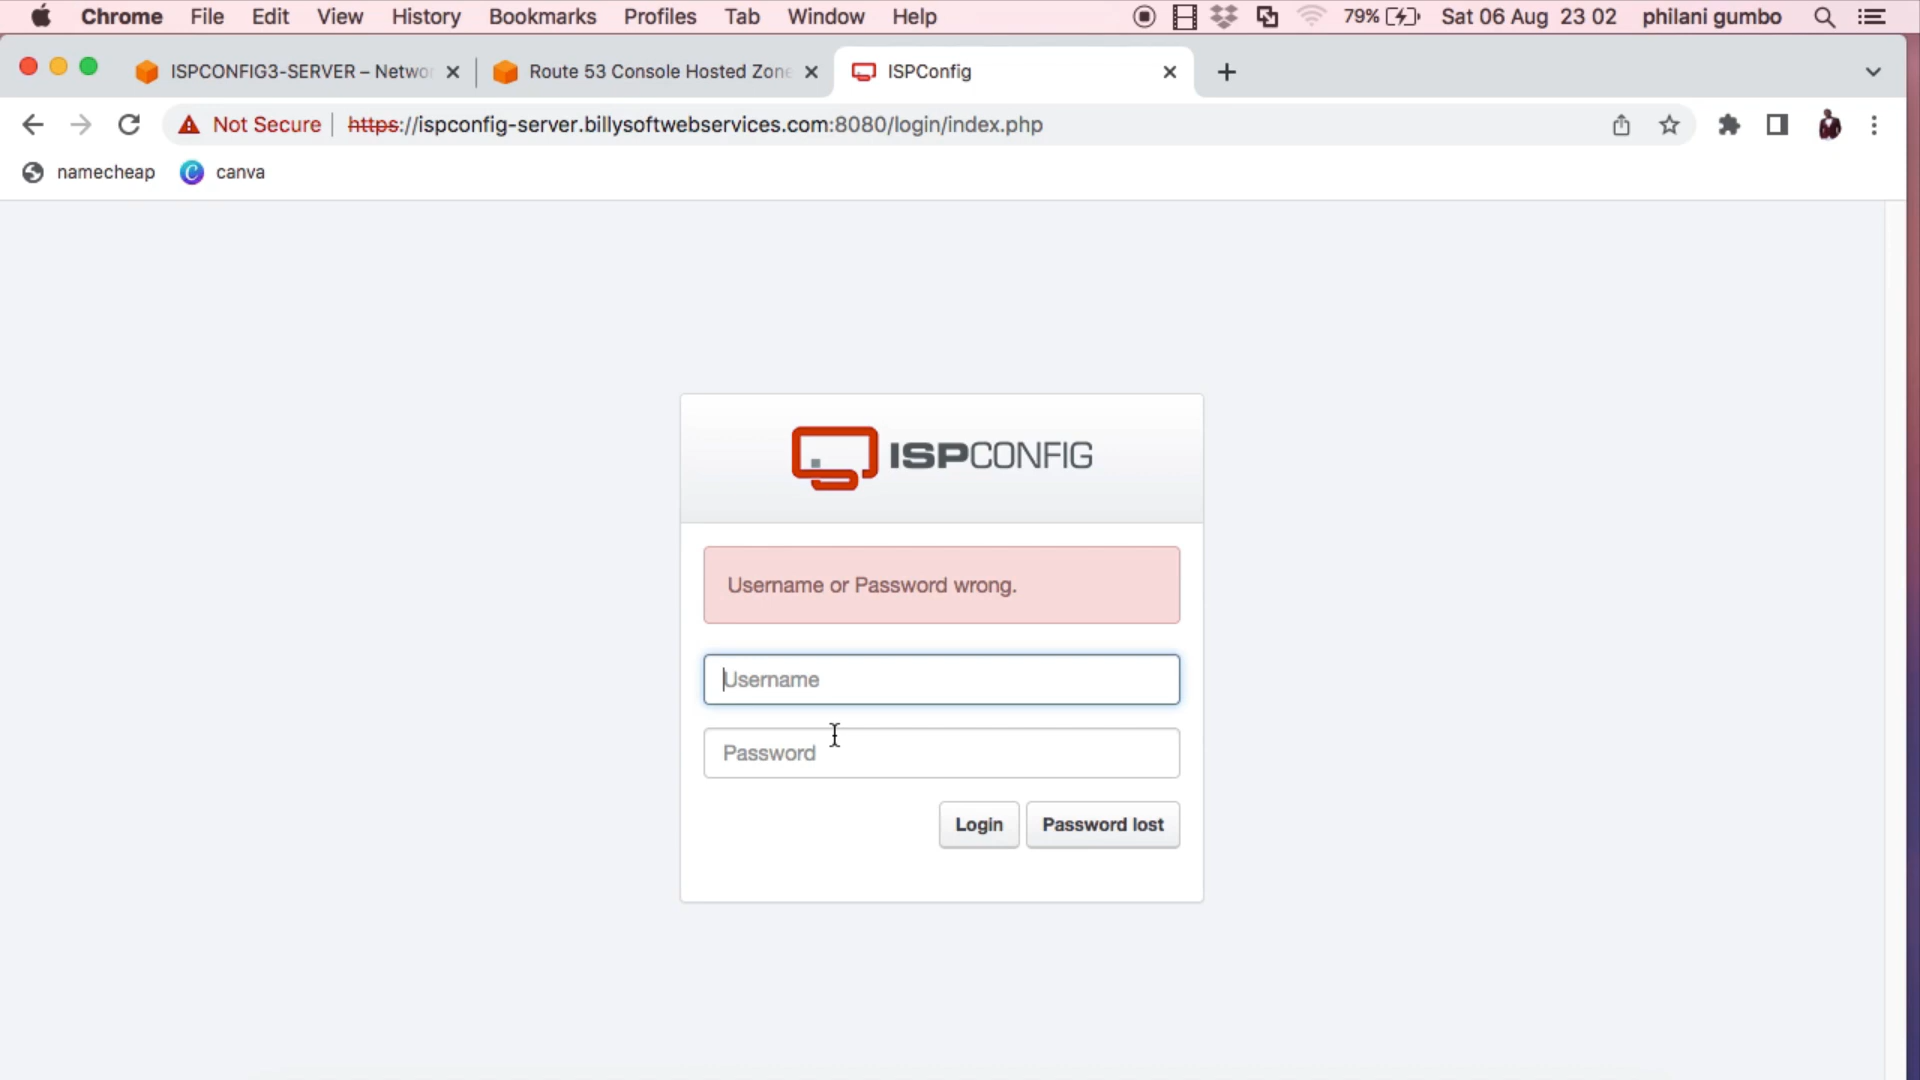 Chrome File Edit View History Bookmarks Profiles Tab Window Help 79% Sat 06 Aug 23 02 philani gumbo
ISPCONFIG3-SERVER – Networ Route 53 Console Hosted Zone ISPConfig
Not Secure https://ispconfig-server.billysoftwebservices.com:8080/login/index.php
namecheap canva
ISPCONFIG
Username or Password wrong.
Username
Password
Login Password lost